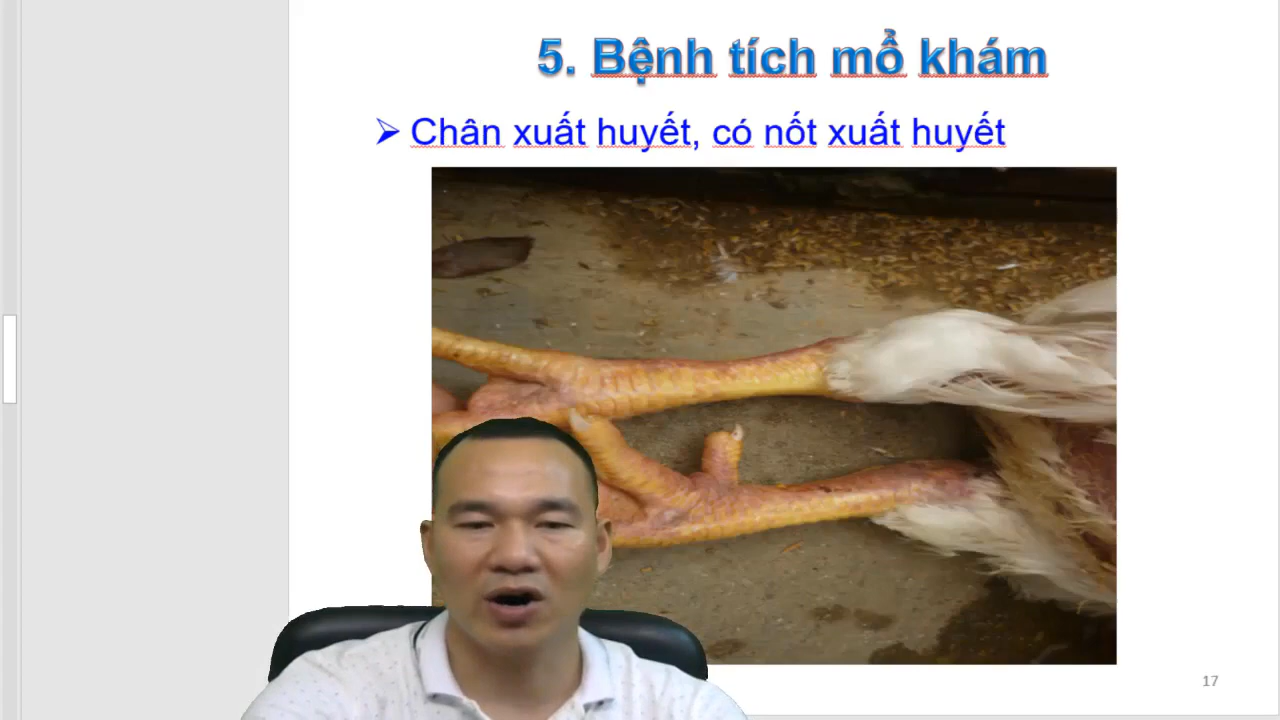 5. Bệnh tích mổ khám
➢ Chân xuất huyết, có nốt xuất huyết
17